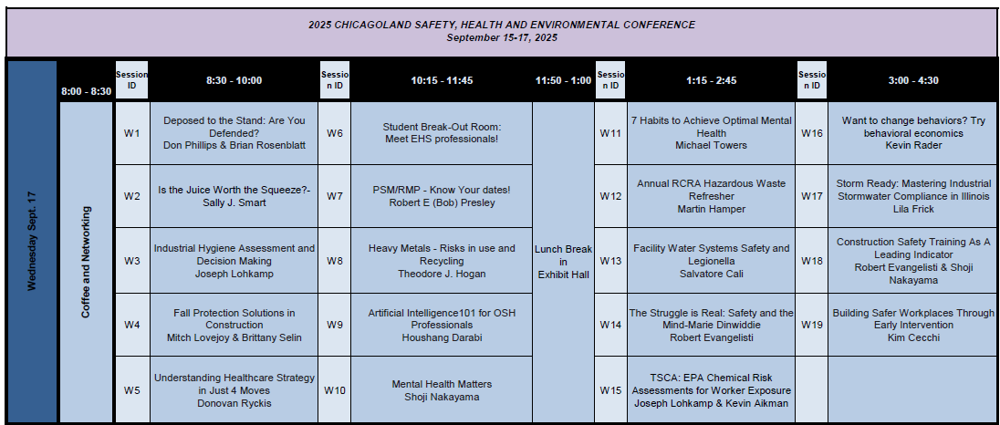 2025 CHICAGOLAND SAFETY, HEALTH AND ENVIRONMENTAL CONFERENCE
September 15-17, 2025
Wednesday Sept. 17
8:00 - 8:30
Session
ID
8:30 - 10:00
Sessio
n ID
10:15 - 11:45
11:50 - 1:00
Sessio
n ID
1:15 - 2:45
Sessio
n ID
3:00 - 4:30
Coffee and Networking
W1
Deposed to the Stand: Are You
Defended?
Don Phillips & Brian Rosenblatt
W6
Student Break-Out Room:
Meet EHS professionals!
Lunch Break
in
Exhibit Hall
W11
7 Habits to Achieve Optimal Mental
Health
Michael Towers
W16
Want to change behaviors? Try
behavioral economics
Kevin Rader
W2
Is the Juice Worth the Squeeze?-
Sally J. Smart
W7
PSM/RMP - Know Your dates!
Robert E (Bob) Presley
W12
Annual RCRA Hazardous Waste
Refresher
Martin Hamper
W17
Storm Ready: Mastering Industrial
Stormwater Compliance in Illinois
Lila Frick
W3
Industrial Hygiene Assessment and
Decision Making
Joseph Lohkamp
W8
Heavy Metals - Risks in use and
Recycling
Theodore J. Hogan
W13
Facility Water Systems Safety and
Legionella
Salvatore Cali
W18
Construction Safety Training As A
Leading Indicator
Robert Evangelisti & Shoji
Nakayama
W4
Fall Protection Solutions in
Construction
Mitch Lovejoy & Brittany Selin
W9
Artificial Intelligence101 for OSH
Professionals
Houshang Darabi
W14
The Struggle is Real: Safety and the
Mind-Marie Dinwiddie
Robert Evangelisti
W19
Building Safer Workplaces Through
Early Intervention
Kim Cecchi
W5
Understanding Healthcare Strategy
in Just 4 Moves
Donovan Ryckis
W10
Mental Health Matters
Shoji Nakayama
W15
TSCA: EPA Chemical Risk
Assessments for Worker Exposure
Joseph Lohkamp & Kevin Aikman